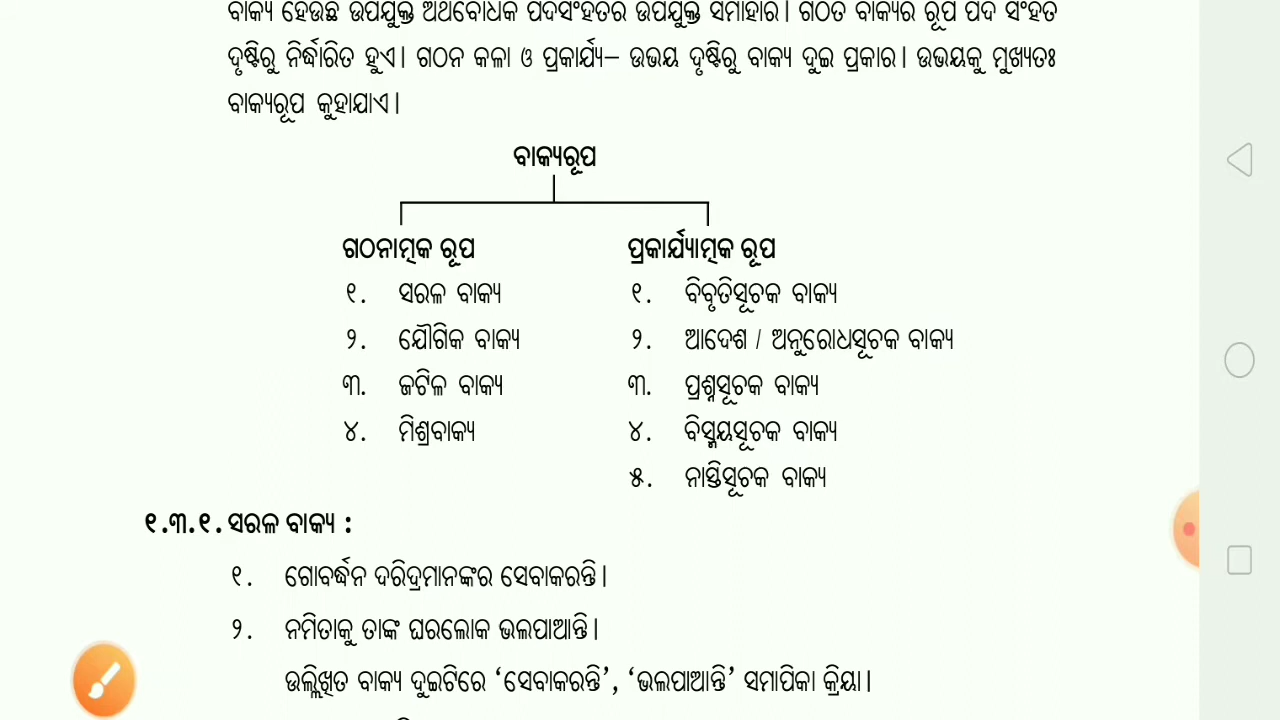 ବାକ୍ୟ ହେଉଛି ଉପଯୁକ୍ତ ଅର୍ଥବୋଧକ ପଦସଂହତିର ଉପଯୁକ୍ତ ସମାହାର। ଗଠିତ ବାକ୍ୟର ରୂପ ପଦ ସଂହତି
ଦୃଷ୍ଟିରୁ ନିର୍ଦ୍ଧାରିତ ହୁଏ। ଗଠନ କଳା ଓ ପ୍ରକାର୍ଯ୍ୟ– ଉଭୟ ଦୃଷ୍ଟିରୁ ବାକ୍ୟ ଦୁଇ ପ୍ରକାର। ଉଭୟକୁ ମୁଖ୍ୟତଃ
ବାକ୍ୟରୂପ କୁହାଯାଏ।
ବାକ୍ୟରୂପ
ଗଠନାତ୍ମକ ରୂପ ପ୍ରକାର୍ଯ୍ୟାତ୍ମକ ରୂପ
୧. ସରଳ ବାକ୍ୟ ୧. ବିବୃତିସୂଚକ ବାକ୍ୟ
୨. ଯୌଗିକ ବାକ୍ୟ ୨. ଆଦେଶ / ଅନୁରୋଧସୂଚକ ବାକ୍ୟ
୩. ଜଟିଳ ବାକ୍ୟ ୩. ପ୍ରଶ୍ନସୂଚକ ବାକ୍ୟ
୪. ମିଶ୍ରବାକ୍ୟ ୪. ବିସ୍ମୟସୂଚକ ବାକ୍ୟ
୫. ନାସ୍ତିସୂଚକ ବାକ୍ୟ
୧.୩.୧. ସରଳ ବାକ୍ୟ :
୧. ଗୋବର୍ଦ୍ଧନ ଦରିଦ୍ରମାନଙ୍କର ସେବାକରନ୍ତି।
୨. ନମିତାକୁ ତାଙ୍କ ଘରଲୋକ ଭଲପାଆନ୍ତି।
ଉଲ୍ଲିଖିତ ବାକ୍ୟ ଦୁଇଟିରେ ‘ସେବାକରନ୍ତି’, ‘ଭଲପାଆନ୍ତି’ ସମାପିକା କ୍ରିୟା।